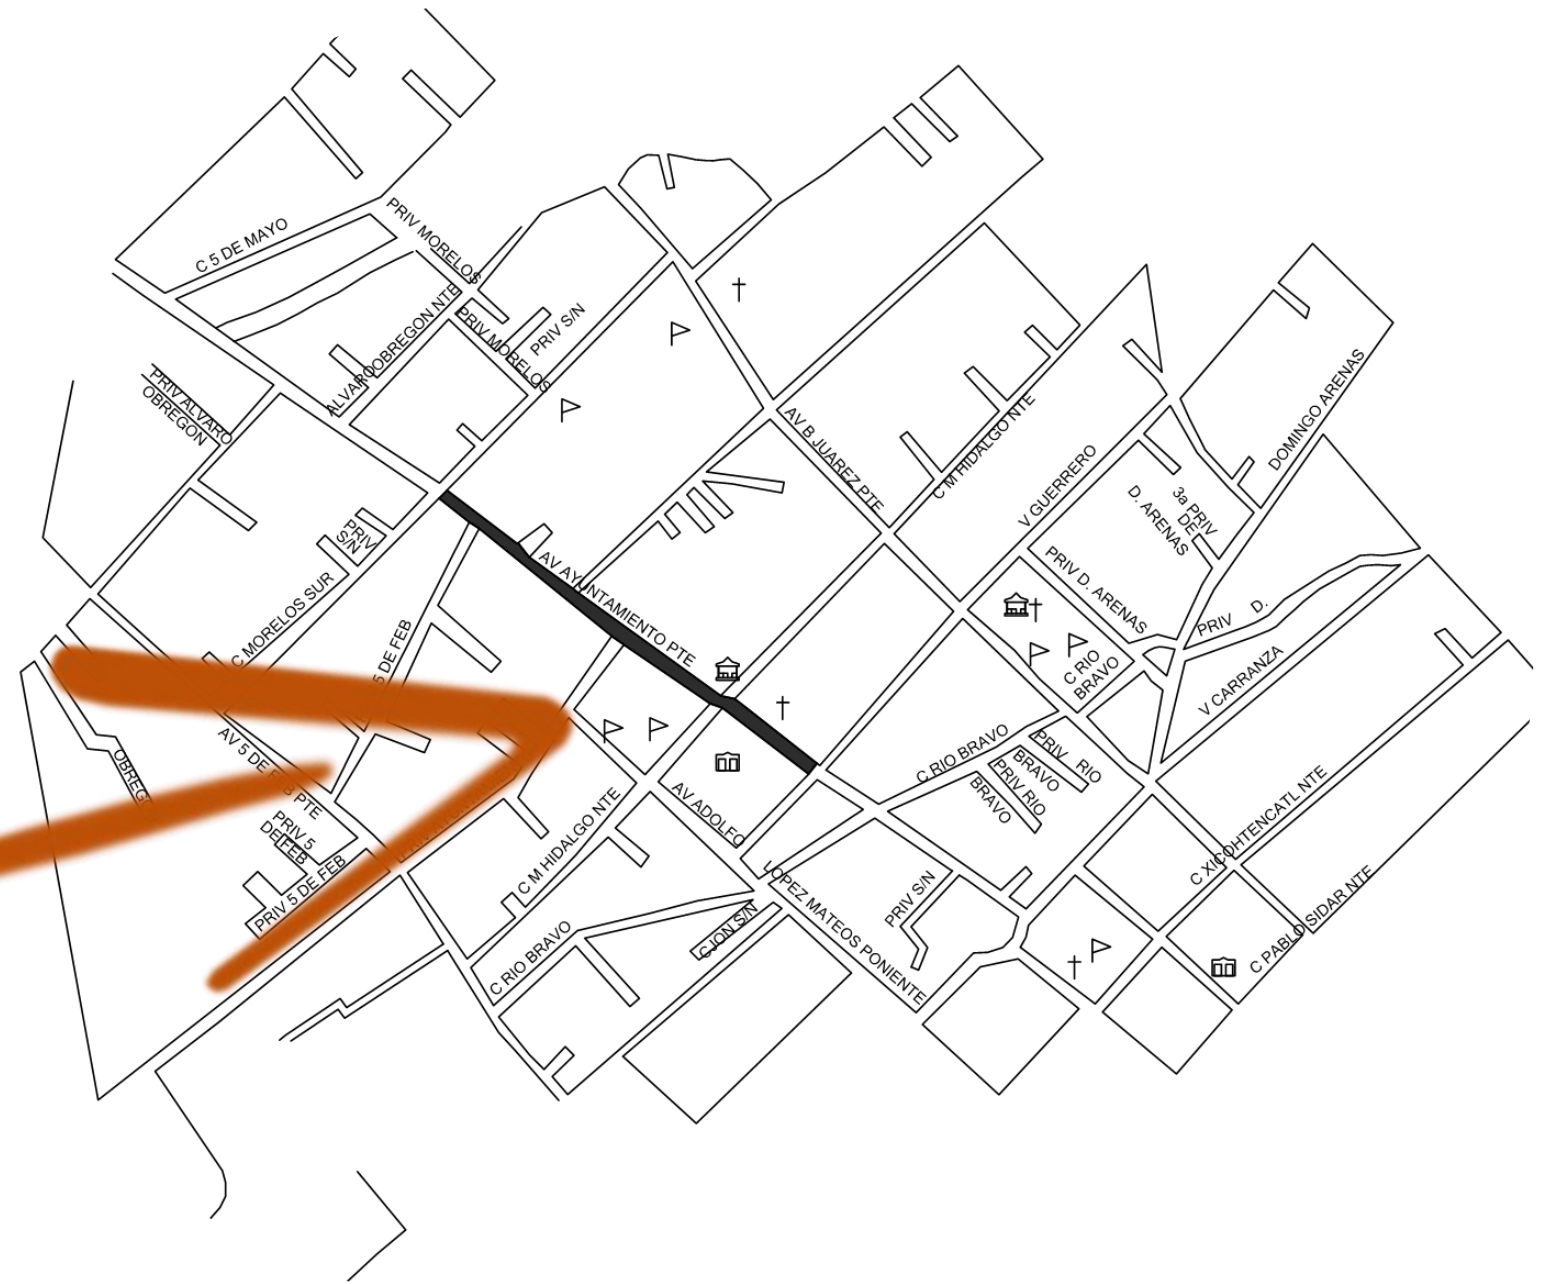 C 5 DE MAYO
PRIV MORELOS
ALVARO OBREGON NTE
PRIV MORELOS
PRIV S/N
PRIV ALVARO
OBREGON
AV B JUAREZ PTE
C M HIDALGO NTE
V GUERRERO
DOMINGO ARENAS
3a PRIV
DE
D. ARENAS
PRIV
S/N
C MORELOS SUR
AV AYUNTAMIENTO PTE
PRIV D. ARENAS
PRIV D.
5 DE FEB
C RIO
BRAVO
V CARRANZA
AV 5 DE
PTE
C RIO BRAVO
PRIV RIO
BRAVO
PRIV RIO
BRAVO
AV ADOLFO
LOPEZ MATEOS PONIENTE
C M HIDALGO NTE
C XICOHTENCATL NTE
PRIV 5
DE FEB
PRIV 5 DE FEB
PRIV S/N
CJON S/N
C RIO BRAVO
C PABLO SIDAR NTE